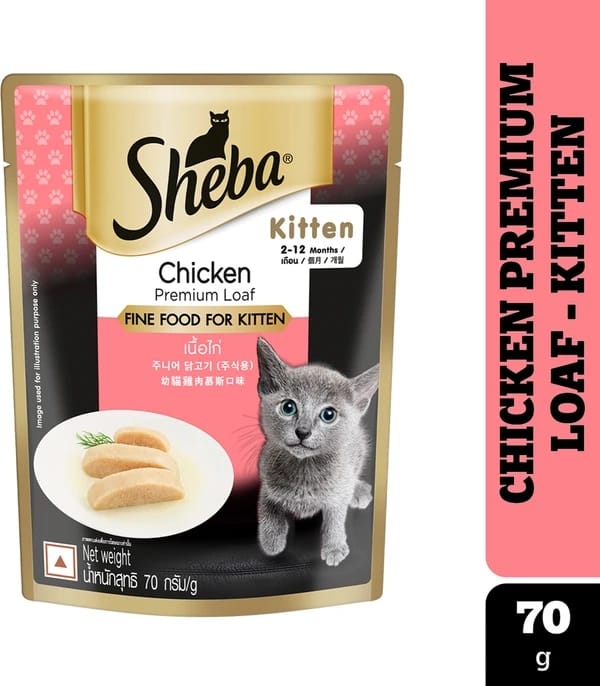 Sheba®
Kitten
2-12 Months /
เดือน / 個月 / 개월
Chicken
Premium Loaf
FINE FOOD FOR KITTEN
เนื้อไก่
주니어 닭고기 (주식용)
幼貓雞肉慕斯口味
Image used for illustration purpose only
Net weight
น้ำหนักสุทธิ 70 กรัม/g
CHICKEN PREMIUM
LOAF - KITTEN
70
g